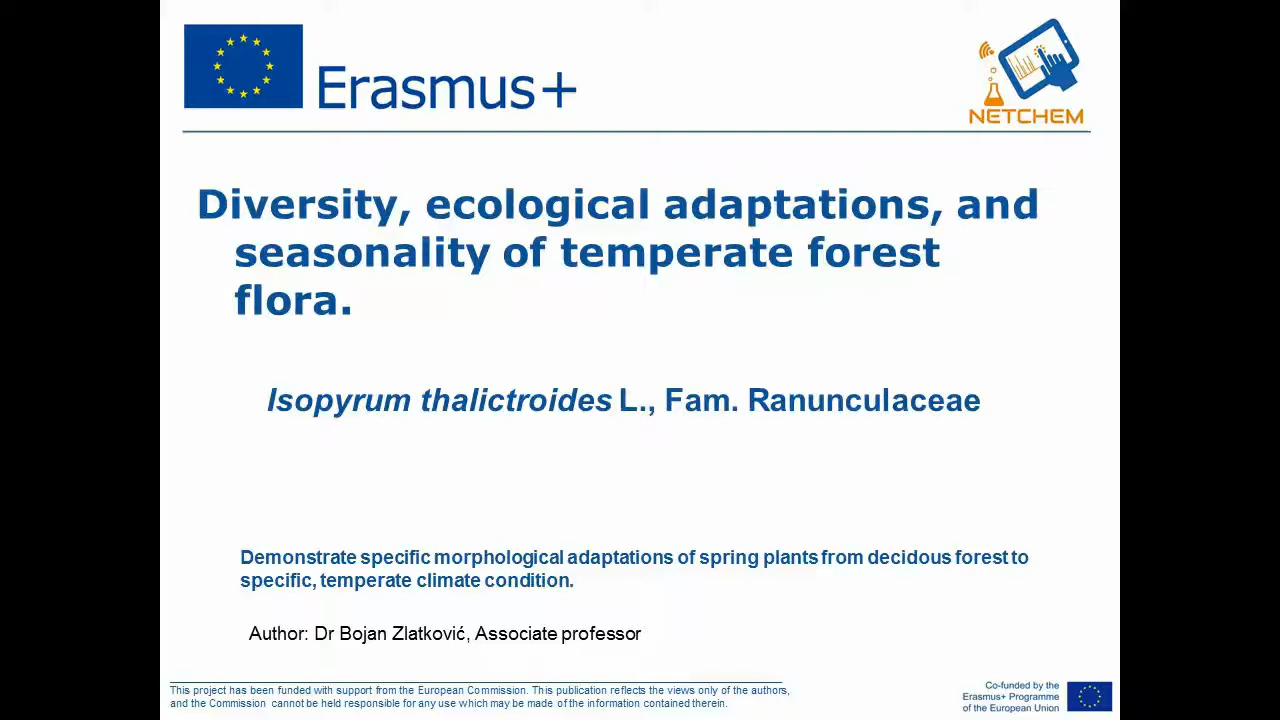 Erasmus+
NETCHEM
Diversity, ecological adaptations, and
seasonality of temperate forest
flora.
Isopyrum thalictroides L., Fam. Ranunculaceae
Demonstrate specific morphological adaptations of spring plants from decidous forest to
specific, temperate climate condition.
Author: Dr Bojan Zlatković, Associate professor
This project has been funded with support from the European Commission. This publication reflects the views only of the authors,
and the Commission cannot be held responsible for any use which may be made of the information contained therein.
Co-funded by the
Erasmus+ Programme
of the European Union